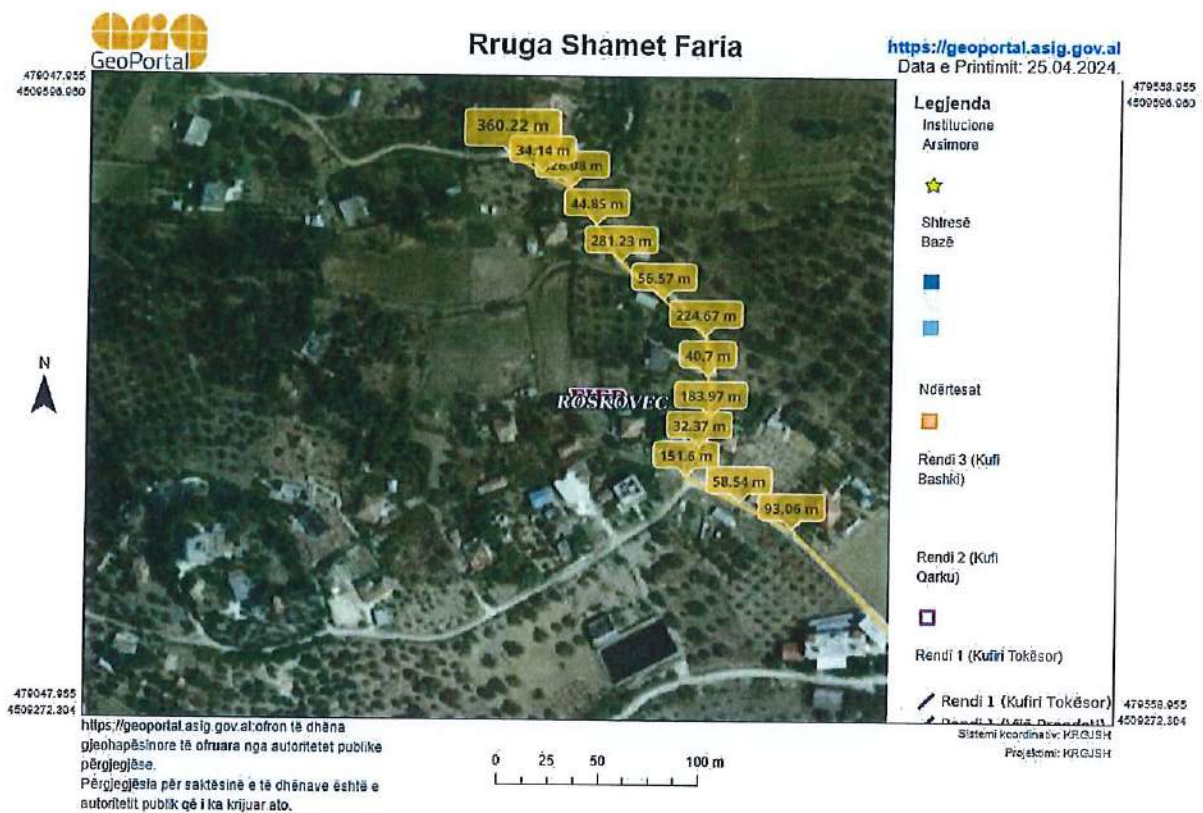 asig
GeoPortal
Rruga Shamet Faria
https://geoportal.asig.gov.al
Data e Printimit: 25.04.2024.
479047.955
4509596.960
479558.955
4509596.960
360.22 m
34.14 m
44.85 m
281.23 m
56.57 m
224.67 m
40.7 m
183.97 m
32.37 m
151.6 m
58.54 m
93.06 m
FIER
ROSKOVEC
N
Legjenda
Institucione
Arsimore
Shtresë
Bazë
Ndërtesat
Rendi 3 (Kufi
Bashki)
Rendi 2 (Kufi
Qarku)
Rendi 1 (Kufiri Tokësor)
Rendi 1 (Kufiri Tokësor)
479047.955
4509272.304
479558.955
4509272.304
Sistemi koordinativ: KRGJSH
Projeksioni: KRGJSH
https://geoportal.asig.gov.al:ofron të dhëna
gjeohapësinore të ofruara nga autoritetet publike
përgjegjëse.
Përgjegjësia për saktësinë e të dhënave është e
autoritetit publik që i ka krijuar ato.
0 25 50 100 m